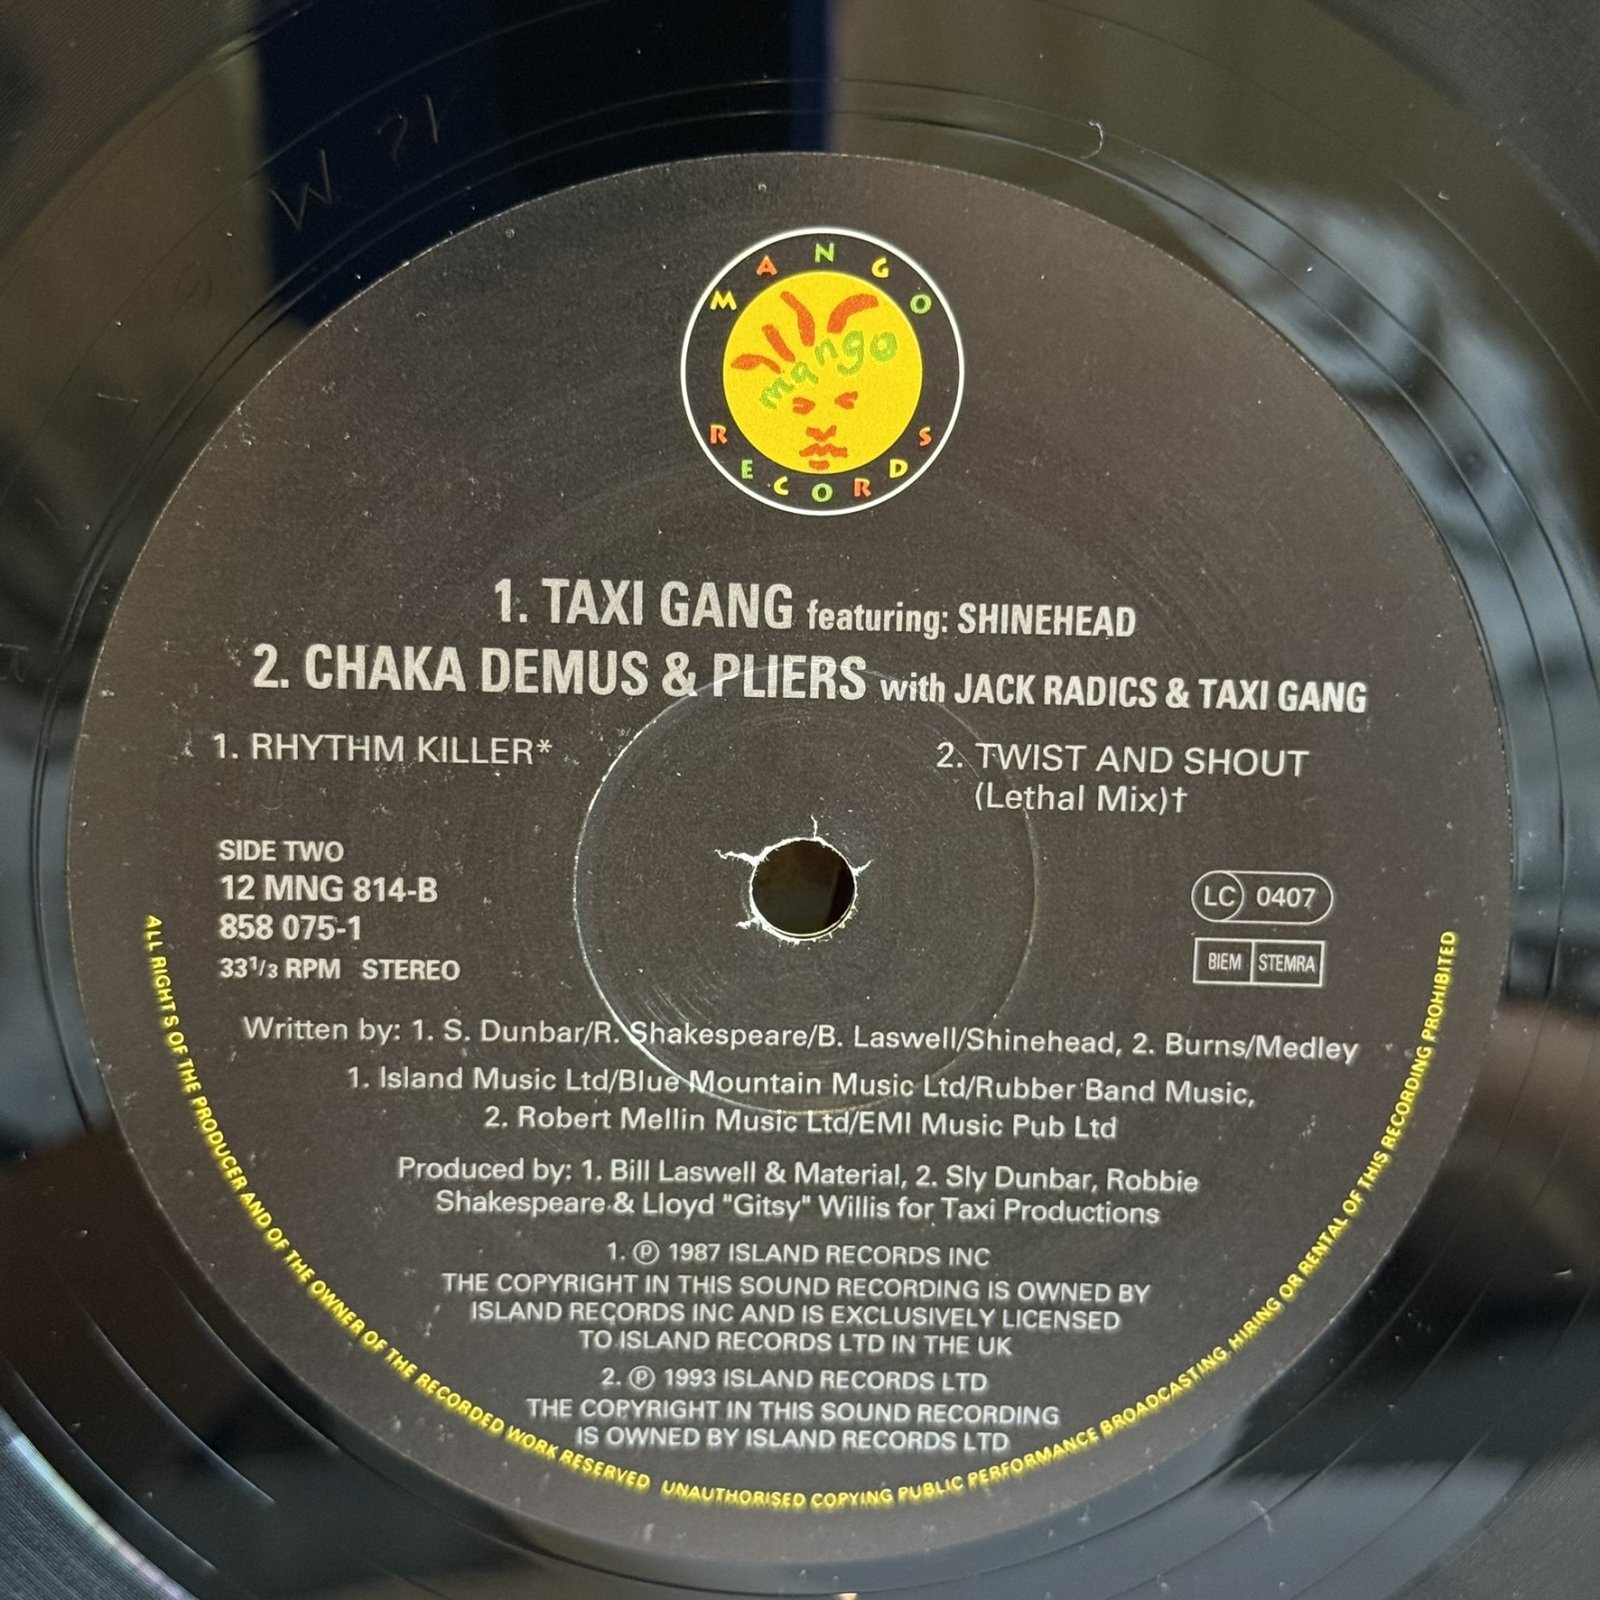 MANGO
mango
RECORDS
1. TAXI GANG featuring: SHINEHEAD
2. CHAKA DEMUS & PLIERS with JACK RADICS & TAXI GANG
1. RHYTHM KILLER*
2. TWIST AND SHOUT
(Lethal Mix)†
SIDE TWO
12 MNG 814-B
858 075-1
33 1/3 RPM STEREO
LC 0407
BIEM STEMRA
Written by: 1. S. Dunbar/R. Shakespeare/B. Laswell/Shinehead, 2. Burns/Medley
1. Island Music Ltd/Blue Mountain Music Ltd/Rubber Band Music,
2. Robert Mellin Music Ltd/EMI Music Pub Ltd
Produced by: 1. Bill Laswell & Material, 2. Sly Dunbar, Robbie
Shakespeare & Lloyd "Gitsy" Willis for Taxi Productions
1. ℗ 1987 ISLAND RECORDS INC
THE COPYRIGHT IN THIS SOUND RECORDING IS OWNED BY
ISLAND RECORDS INC AND IS EXCLUSIVELY LICENSED
TO ISLAND RECORDS LTD IN THE UK
2. ℗ 1993 ISLAND RECORDS LTD
THE COPYRIGHT IN THIS SOUND RECORDING
IS OWNED BY ISLAND RECORDS LTD
ALL RIGHTS OF THE PRODUCER AND OF THE OWNER OF THE RECORDED WORK RESERVED UNAUTHORISED COPYING PUBLIC PERFORMANCE BROADCASTING HIRING OR RENTAL OF THIS RECORDING PROHIBITED